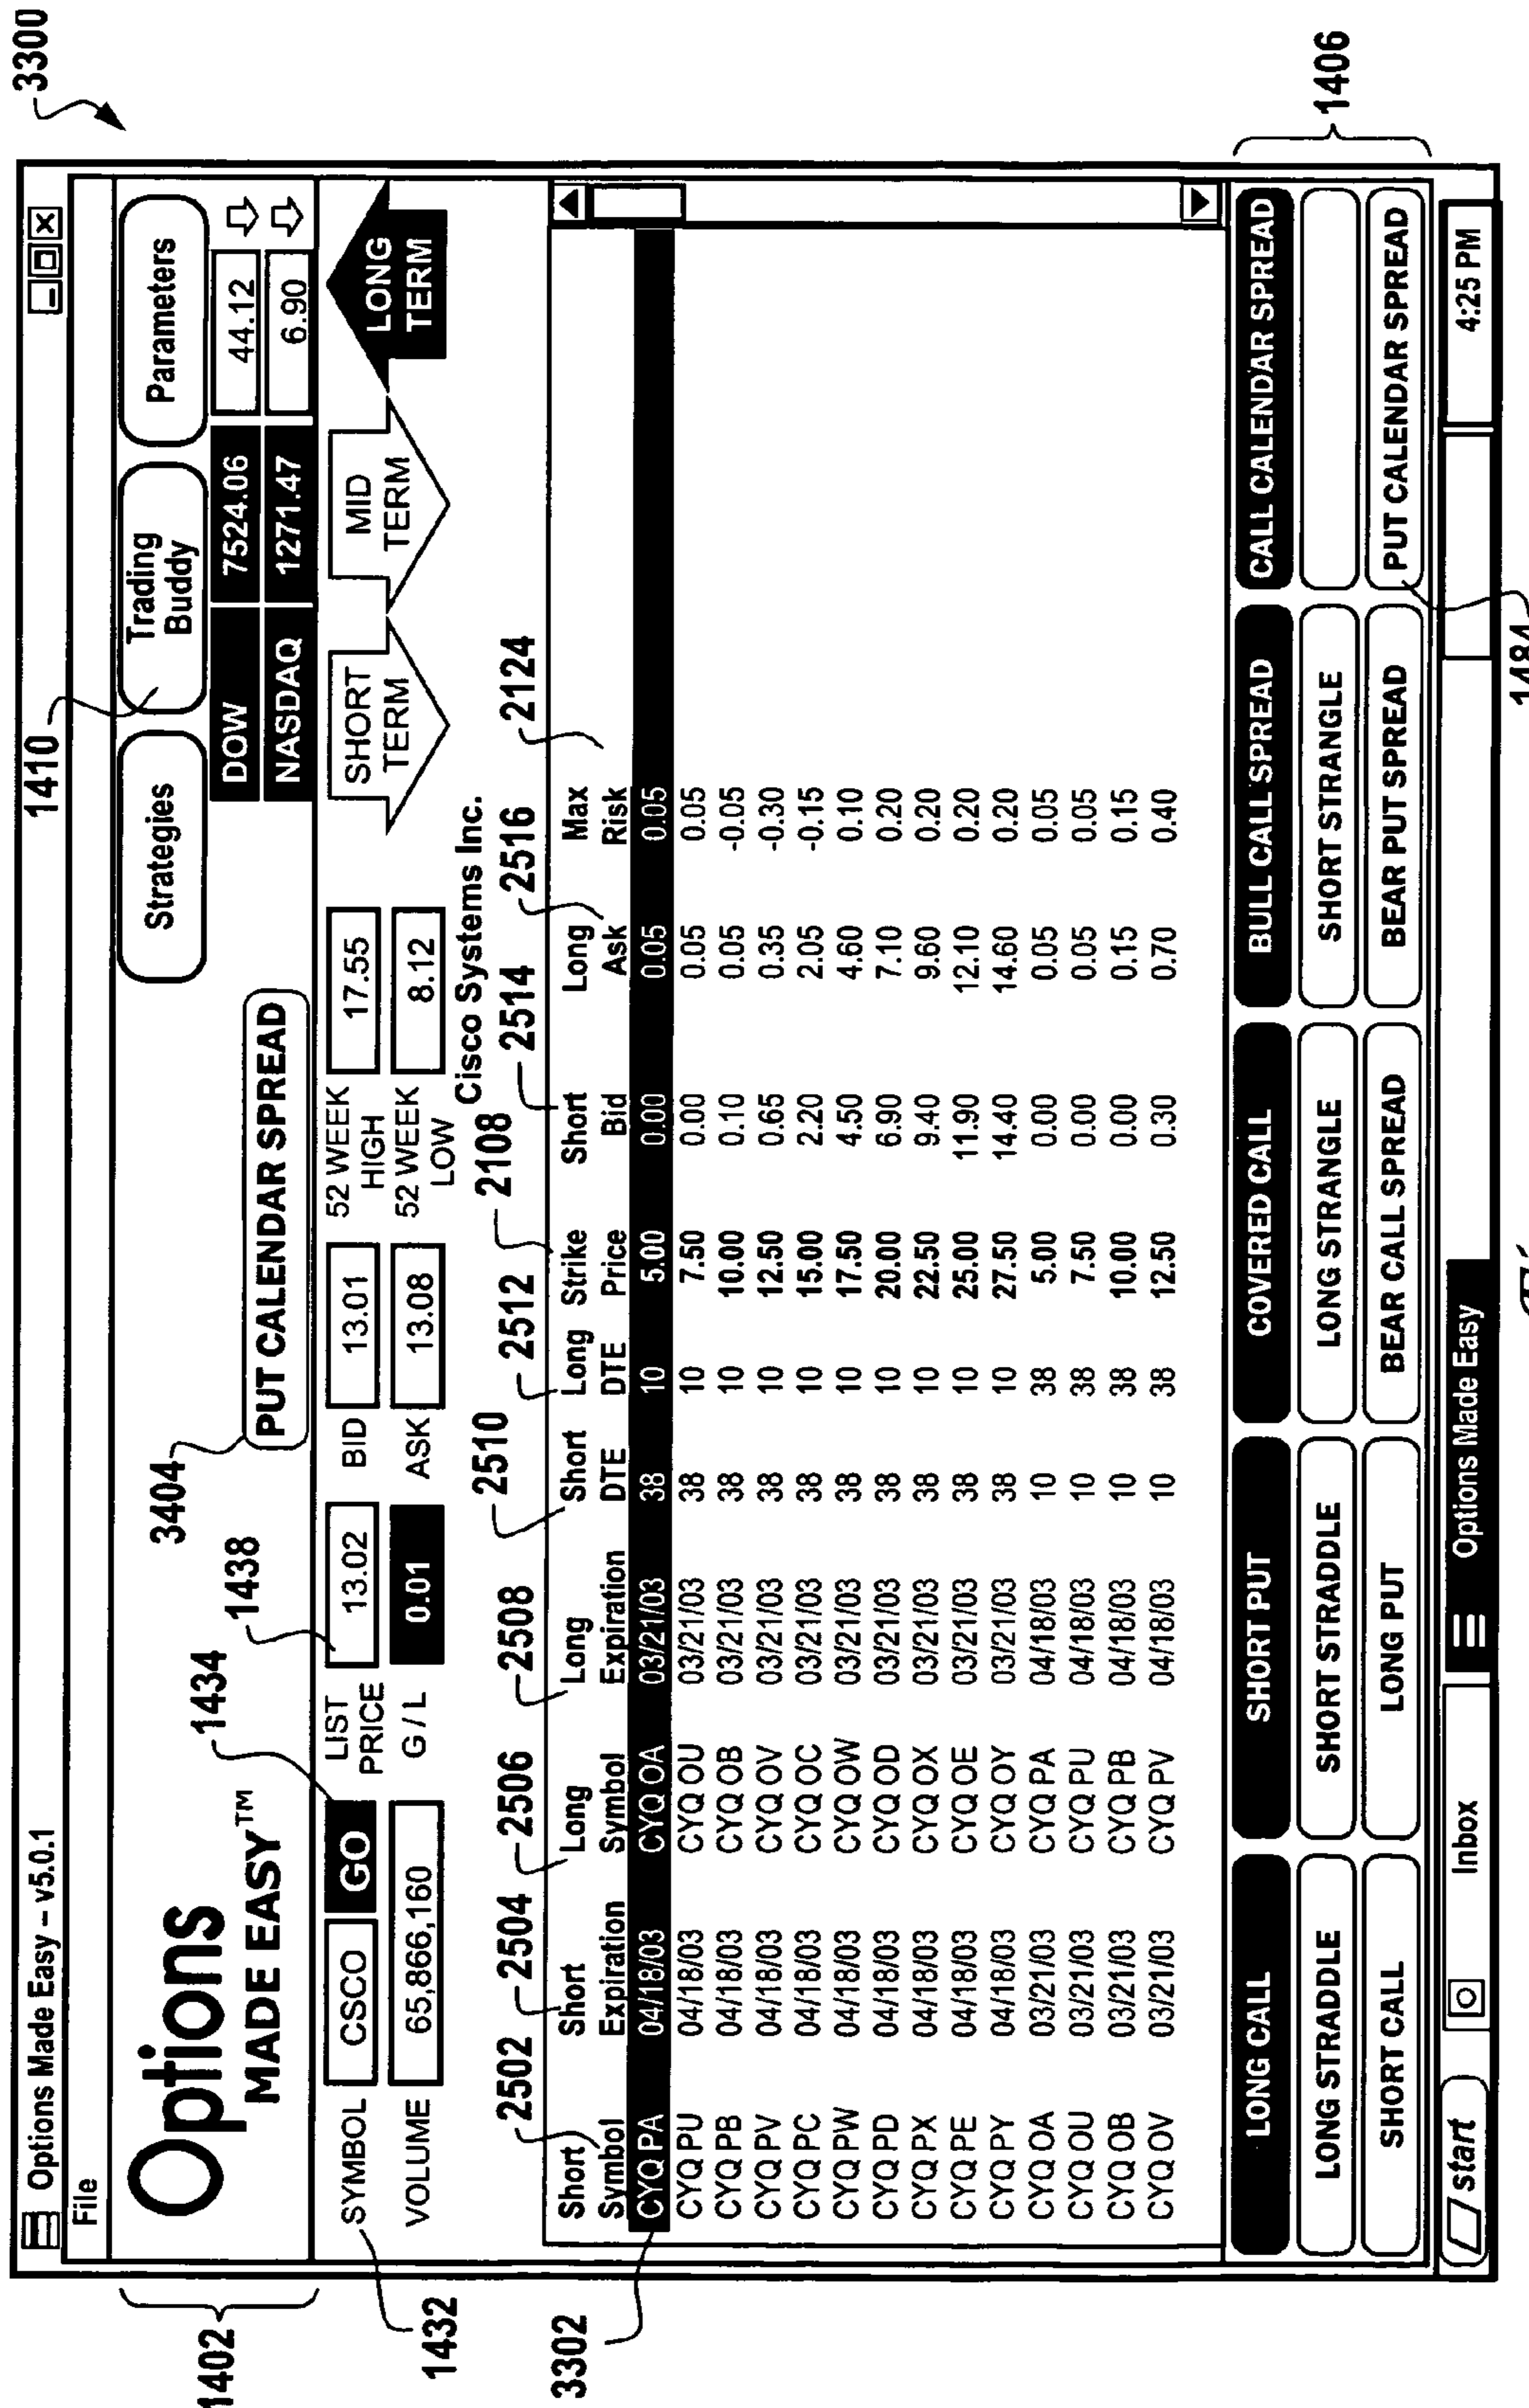 3300
Options Made Easy – v5.0.1
File
1402
1410
Options
MADE EASY™
3404
PUT CALENDAR SPREAD
Strategies
Trading Buddy
Parameters
DOW 7524.06 44.12
NASDAQ 1271.47 6.90
1432
1434
1438
SYMBOL CSCO GO LIST PRICE 13.02 BID 13.01 52 WEEK HIGH 17.55
VOLUME 65,866,160 G / L 0.01 ASK 13.08 52 WEEK LOW 8.12
SHORT TERM
MID TERM
LONG TERM
Cisco Systems Inc.
2502 2504 2506 2508 2510 2512 2108 2514 2516 2124
Short Short Long Long Short Long Strike Short Long Max
Symbol Expiration Symbol Expiration DTE DTE Price Bid Ask Risk
3302
CYQ PA 04/18/03 CYQ OA 03/21/03 38 10 5.00 0.00 0.05 0.05
CYQ PU 04/18/03 CYQ OU 03/21/03 38 10 7.50 0.00 0.05 0.05
CYQ PB 04/18/03 CYQ OB 03/21/03 38 10 10.00 0.10 0.05 -0.05
CYQ PV 04/18/03 CYQ OV 03/21/03 38 10 12.50 0.65 0.35 -0.30
CYQ PC 04/18/03 CYQ OC 03/21/03 38 10 15.00 2.20 2.05 -0.15
CYQ PW 04/18/03 CYQ OW 03/21/03 38 10 17.50 4.50 4.60 0.10
CYQ PD 04/18/03 CYQ OD 03/21/03 38 10 20.00 6.90 7.10 0.20
CYQ PX 04/18/03 CYQ OX 03/21/03 38 10 22.50 9.40 9.60 0.20
CYQ PE 04/18/03 CYQ OE 03/21/03 38 10 25.00 11.90 12.10 0.20
CYQ PY 04/18/03 CYQ OY 03/21/03 38 10 27.50 14.40 14.60 0.20
CYQ OA 03/21/03 CYQ PA 04/18/03 10 38 5.00 0.00 0.05 0.05
CYQ OU 03/21/03 CYQ PU 04/18/03 10 38 7.50 0.00 0.05 0.05
CYQ OB 03/21/03 CYQ PB 04/18/03 10 38 10.00 0.00 0.15 0.15
CYQ OV 03/21/03 CYQ PV 04/18/03 10 38 12.50 0.30 0.70 0.40
LONG CALL SHORT PUT COVERED CALL BULL CALL SPREAD CALL CALENDAR SPREAD
LONG STRADDLE SHORT STRADDLE LONG STRANGLE SHORT STRANGLE
SHORT CALL LONG PUT BEAR CALL SPREAD BEAR PUT SPREAD PUT CALENDAR SPREAD
1406
start Inbox Options Made Easy 4:25 PM
1484